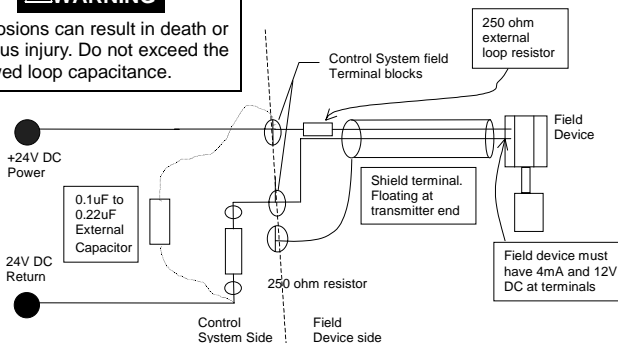 WARNING
osions can result in death or
us injury. Do not exceed the
ed loop capacitance.
250 ohm
external
loop resistor
Control System field
Terminal blocks
+24V DC
Power
Field
Device
Shield terminal.
Floating at
transmitter end
0.1uF to
0.22uF
External
Capacitor
24V DC
Return
Field device must
have 4mA and 12V
DC at terminals
250 ohm resistor
Control
System Side
Field
Device side